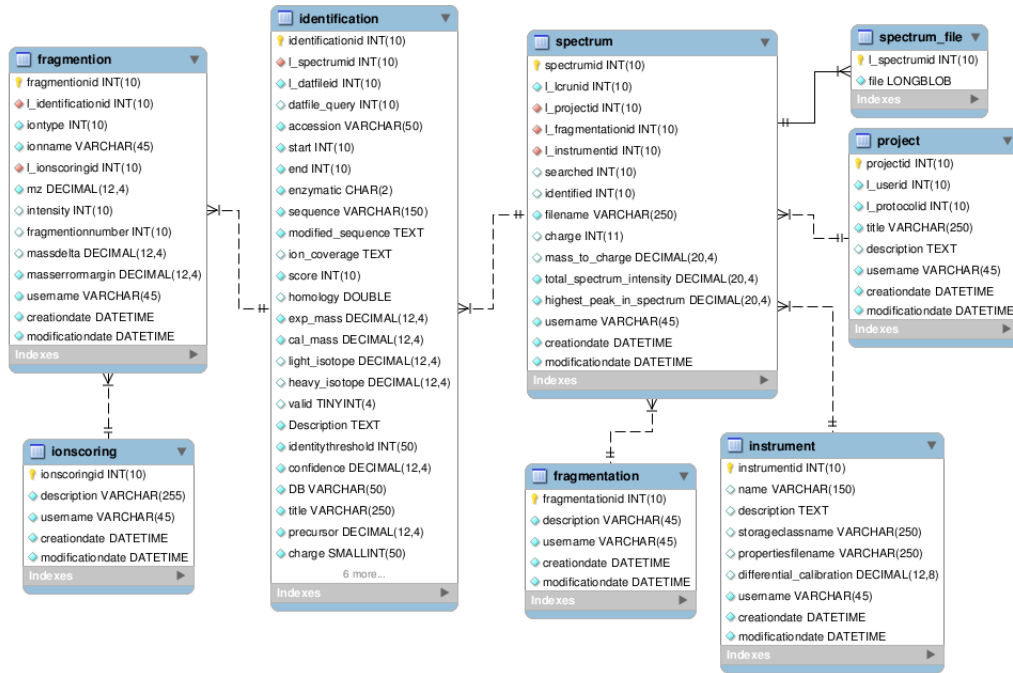 fragmention
fragmentionid INT(10)
l_identificationid INT(10)
iontype INT(10)
ionname VARCHAR(45)
l_ionscoringid INT(10)
mz DECIMAL(12,4)
intensity INT(10)
fragmentionnumber INT(10)
massdelta DECIMAL(12,4)
masserrormargin DECIMAL(12,4)
username VARCHAR(45)
creationdate DATETIME
modificationdate DATETIME
Indexes
ionscoring
ionscoringid INT(10)
description VARCHAR(255)
username VARCHAR(45)
creationdate DATETIME
modificationdate DATETIME
Indexes
identification
identificationid INT(10)
l_spectrumid INT(10)
l_datfileid INT(10)
datfile_query INT(10)
accession VARCHAR(50)
start INT(10)
end INT(10)
enzymatic CHAR(2)
sequence VARCHAR(150)
modified_sequence TEXT
ion_coverage TEXT
score INT(10)
homology DOUBLE
exp_mass DECIMAL(12,4)
cal_mass DECIMAL(12,4)
light_isotope DECIMAL(12,4)
heavy_isotope DECIMAL(12,4)
valid TINYINT(4)
Description TEXT
identitythreshold INT(50)
confidence DECIMAL(12,4)
DB VARCHAR(50)
title VARCHAR(250)
precursor DECIMAL(12,4)
charge SMALLINT(50)
6 more...
Indexes
spectrum
spectrumid INT(10)
l_lcrunid INT(10)
l_projectid INT(10)
l_fragmentationid INT(10)
l_instrumentid INT(10)
searched INT(10)
identified INT(10)
filename VARCHAR(250)
charge INT(11)
mass_to_charge DECIMAL(20,4)
total_spectrum_intensity DECIMAL(20,4)
highest_peak_in_spectrum DECIMAL(20,4)
username VARCHAR(45)
creationdate DATETIME
modificationdate DATETIME
Indexes
fragmentation
fragmentationid INT(10)
description VARCHAR(45)
username VARCHAR(45)
creationdate DATETIME
modificationdate DATETIME
Indexes
spectrum_file
l_spectrumid INT(10)
file LONGBLOB
Indexes
project
projectid INT(10)
l_userid INT(10)
l_protocolid INT(10)
title VARCHAR(250)
description TEXT
username VARCHAR(45)
creationdate DATETIME
modificationdate DATETIME
Indexes
instrument
instrumentid INT(10)
name VARCHAR(150)
description TEXT
storageclassname VARCHAR(250)
propertiesfilename VARCHAR(250)
differential_calibration DECIMAL(12,8)
username VARCHAR(45)
creationdate DATETIME
modificationdate DATETIME
Indexes